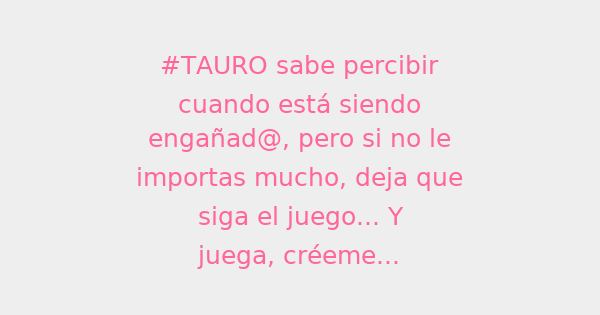 #TAURO sabe percibir
cuando está siendo
engañad@, pero si no le
importas mucho, deja que
siga el juego... Y
juega, créeme...